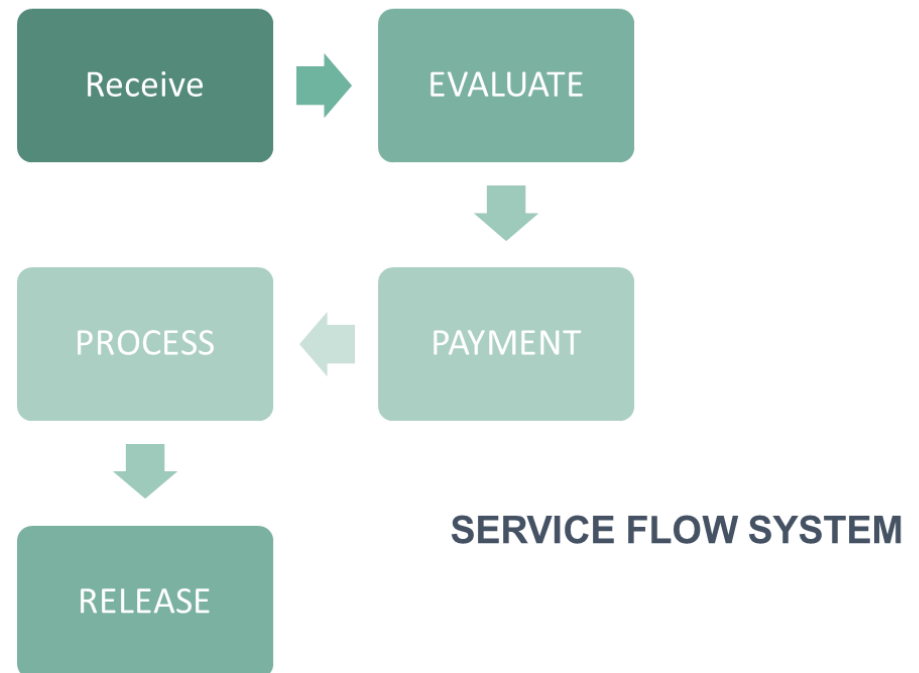 Receive
EVALUATE
PAYMENT
PROCESS
RELEASE
SERVICE FLOW SYSTEM